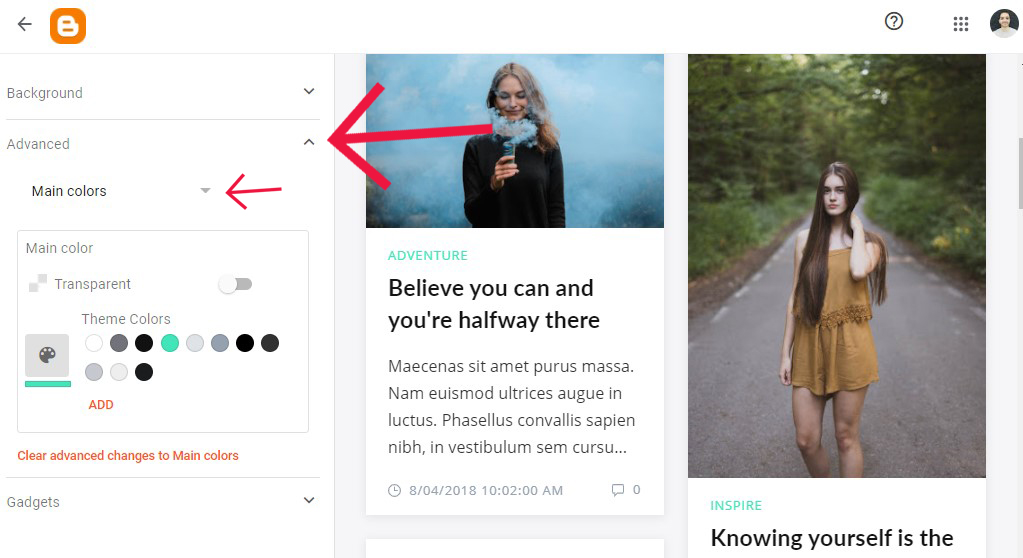 Background
Advanced
Main colors
Main color
Transparent
Theme Colors
ADD
Clear advanced changes to Main colors
Gadgets
ADVENTURE
Believe you can and
you're halfway there
Maecenas sit amet purus massa.
Nam euismod ultrices augue in
luctus. Phasellus convallis sapien
nibh, in vestibulum sem cursu...
8/04/2018 10:02:00 AM
0
INSPIRE
Knowing yourself is the